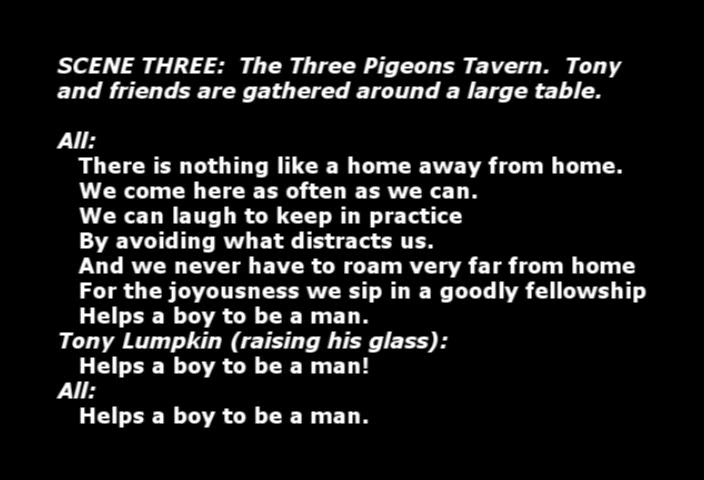 SCENE THREE:  The Three Pigeons Tavern.  Tony
and friends are gathered around a large table.
All:
There is nothing like a home away from home.
We come here as often as we can.
We can laugh to keep in practice
By avoiding what distracts us.
And we never have to roam very far from home
For the joyousness we sip in a goodly fellowship
Helps a boy to be a man.
Tony Lumpkin (raising his glass):
Helps a boy to be a man!
All:
Helps a boy to be a man.